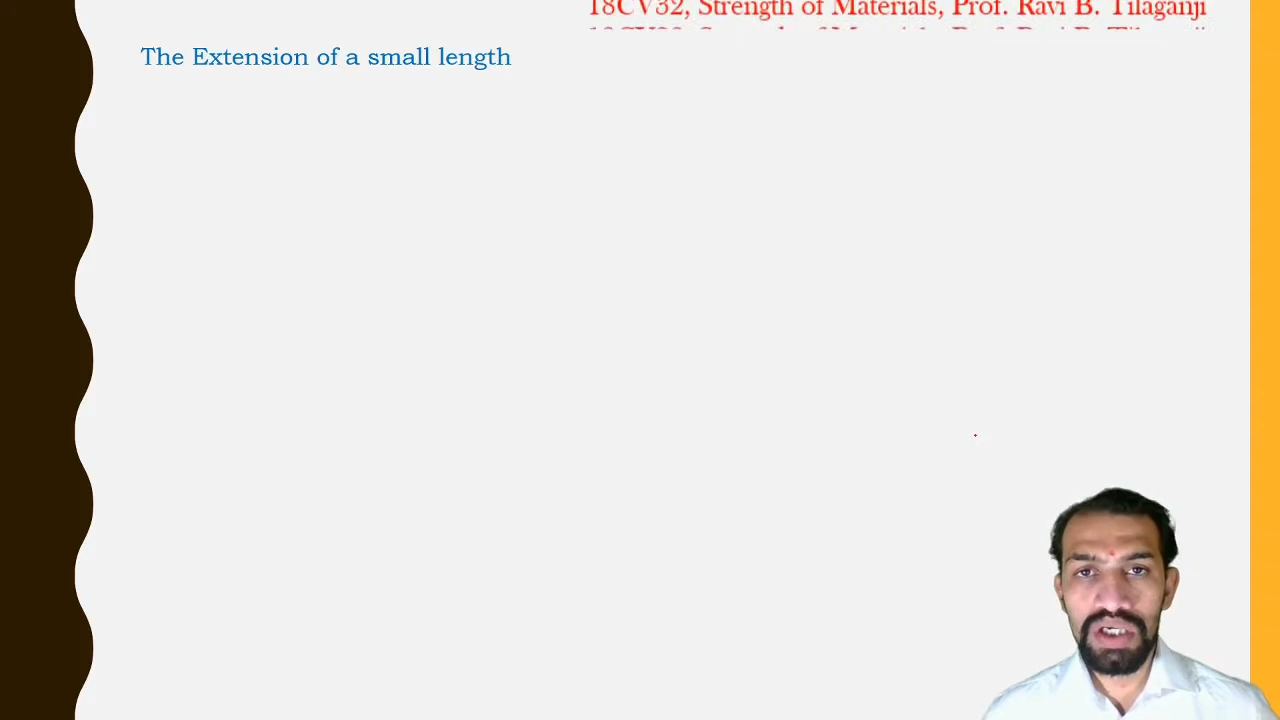 18CV32, Strength of Materials, Prof. Ravi B. Tilaganji
The Extension of a small length